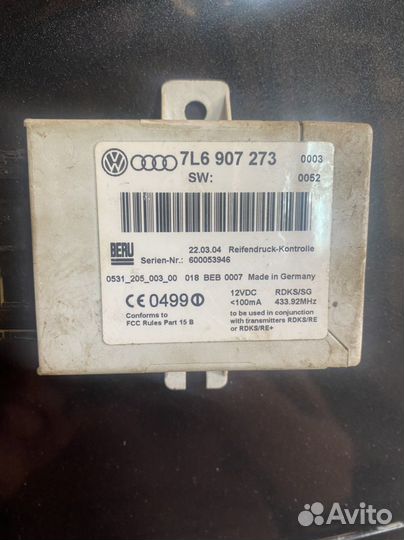 7L6 907 273 0003
SW: 0052
BERU
22.03.04 Reifendruck-Kontrolle
Serien-Nr.: 600053946
0531_205_003_00 018 BEB 0007 Made in Germany
CE0499
12VDC RDKS/SG
<100mA 433.92MHz
Conforms to
FCC Rules Part 15 B
to be used in conjunction
with transmitters RDKS/RE
or RDKS/RE+
Avito